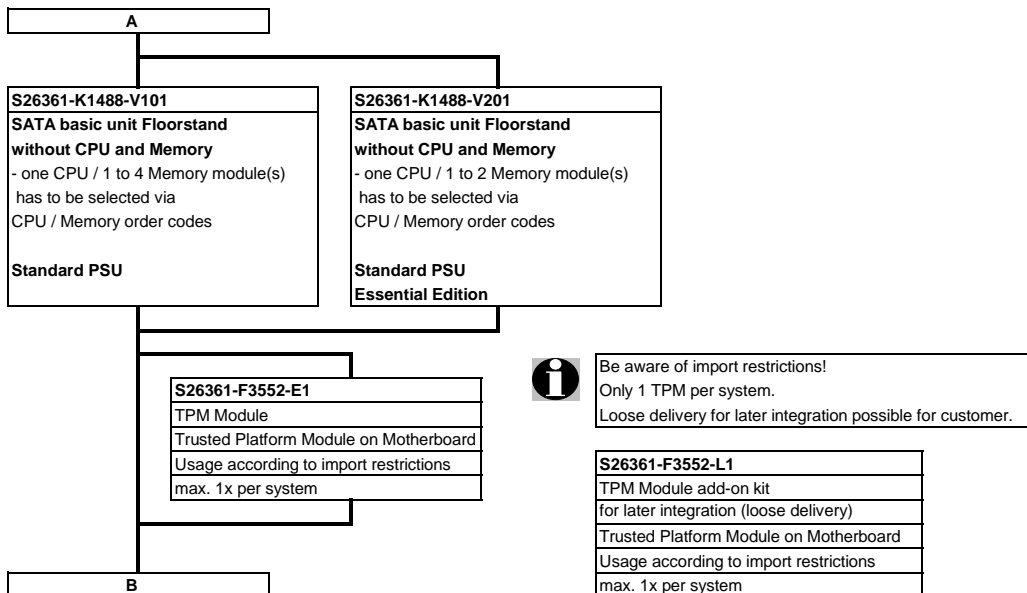 A
S26361-K1488-V101
SATA basic unit Floorstand
without CPU and Memory
- one CPU / 1 to 4 Memory module(s)
has to be selected via
CPU / Memory order codes
Standard PSU
S26361-K1488-V201
SATA basic unit Floorstand
without CPU and Memory
- one CPU / 1 to 2 Memory module(s)
has to be selected via
CPU / Memory order codes
Standard PSU
Essential Edition
S26361-F3552-E1
TPM Module
Trusted Platform Module on Motherboard
Usage according to import restrictions
max. 1x per system
Be aware of import restrictions!
Only 1 TPM per system.
Loose delivery for later integration possible for customer.
S26361-F3552-L1
TPM Module add-on kit
for later integration (loose delivery)
Trusted Platform Module on Motherboard
Usage according to import restrictions
max. 1x per system
B